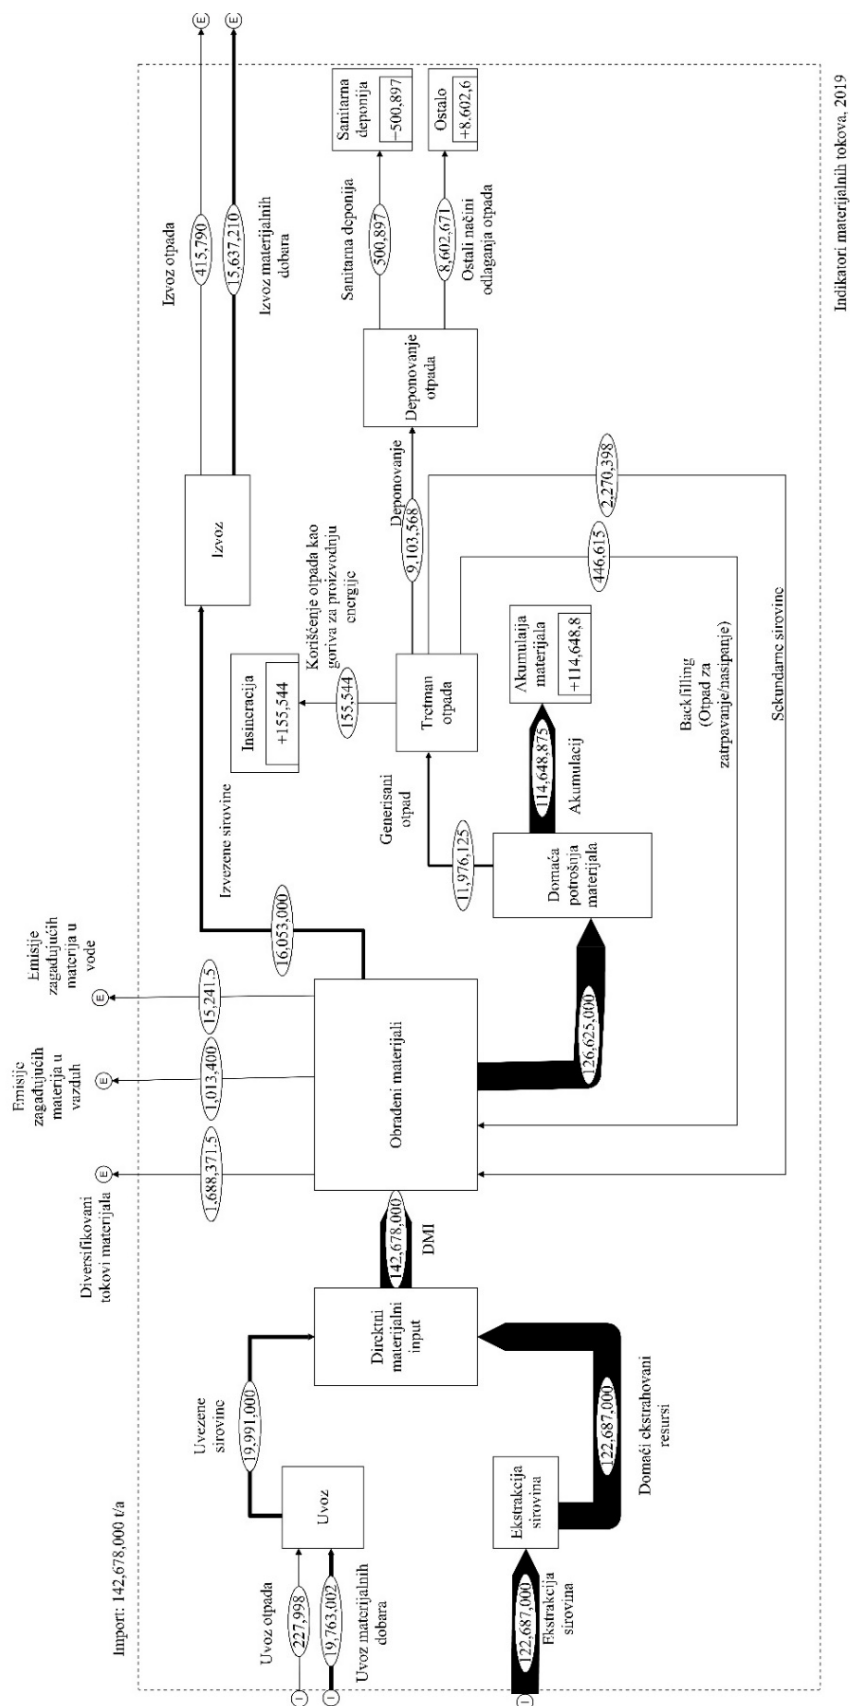 Import: 142,678,000 t/a
Uvoz otpada
227,998
19,763,002
Uvoz materijalnih
dobara
Uvoz
Uvezene
sirovine
19,991,000
122,687,000
Ekstrakcija
sirovina
Ekstrakcija
sirovina
122,687,000
Domaći ekstrahovani
resursi
Direktni
materijalni
input
142,678,000
DMI
Diversifikovani
tokovi materijala
1,688,371.5
Emisije
zagađujućih
materija u
vazduh
1,013,400
Emisije
zagađujućih
materija u
vode
15,241.5
Obrađeni materijali
16,053,000
Izvezene sirovine
126,625,000
Domaća
potrošnja
materijala
11,976,125
Generisani
otpad
114,648,875
Akumulacij
Akumulaija
materijala
+114,648,8
Tretman
otpada
155,544
Korišćenje otpada kao
goriva za proizvodnju
energije
Insineracija
+155,544
446,615
Backfilling
(Otpad za
zatrpavanje/nasipanje)
2,270,398
Sekundarne sirovine
9,103,568
Deponovanje
Deponovanje
otpada
Sanitarna deponija
500,897
8,602,671
Ostali načini
odlaganja otpada
Sanitarna
deponija
−500,897
Ostalo
+8.602,6
Izvoz
Izvoz otpada
415,790
15,637,210
Izvoz materijalnih
dobara
I
I
I
E
E
E
E
E
Indikatori materijalnih tokova, 2019